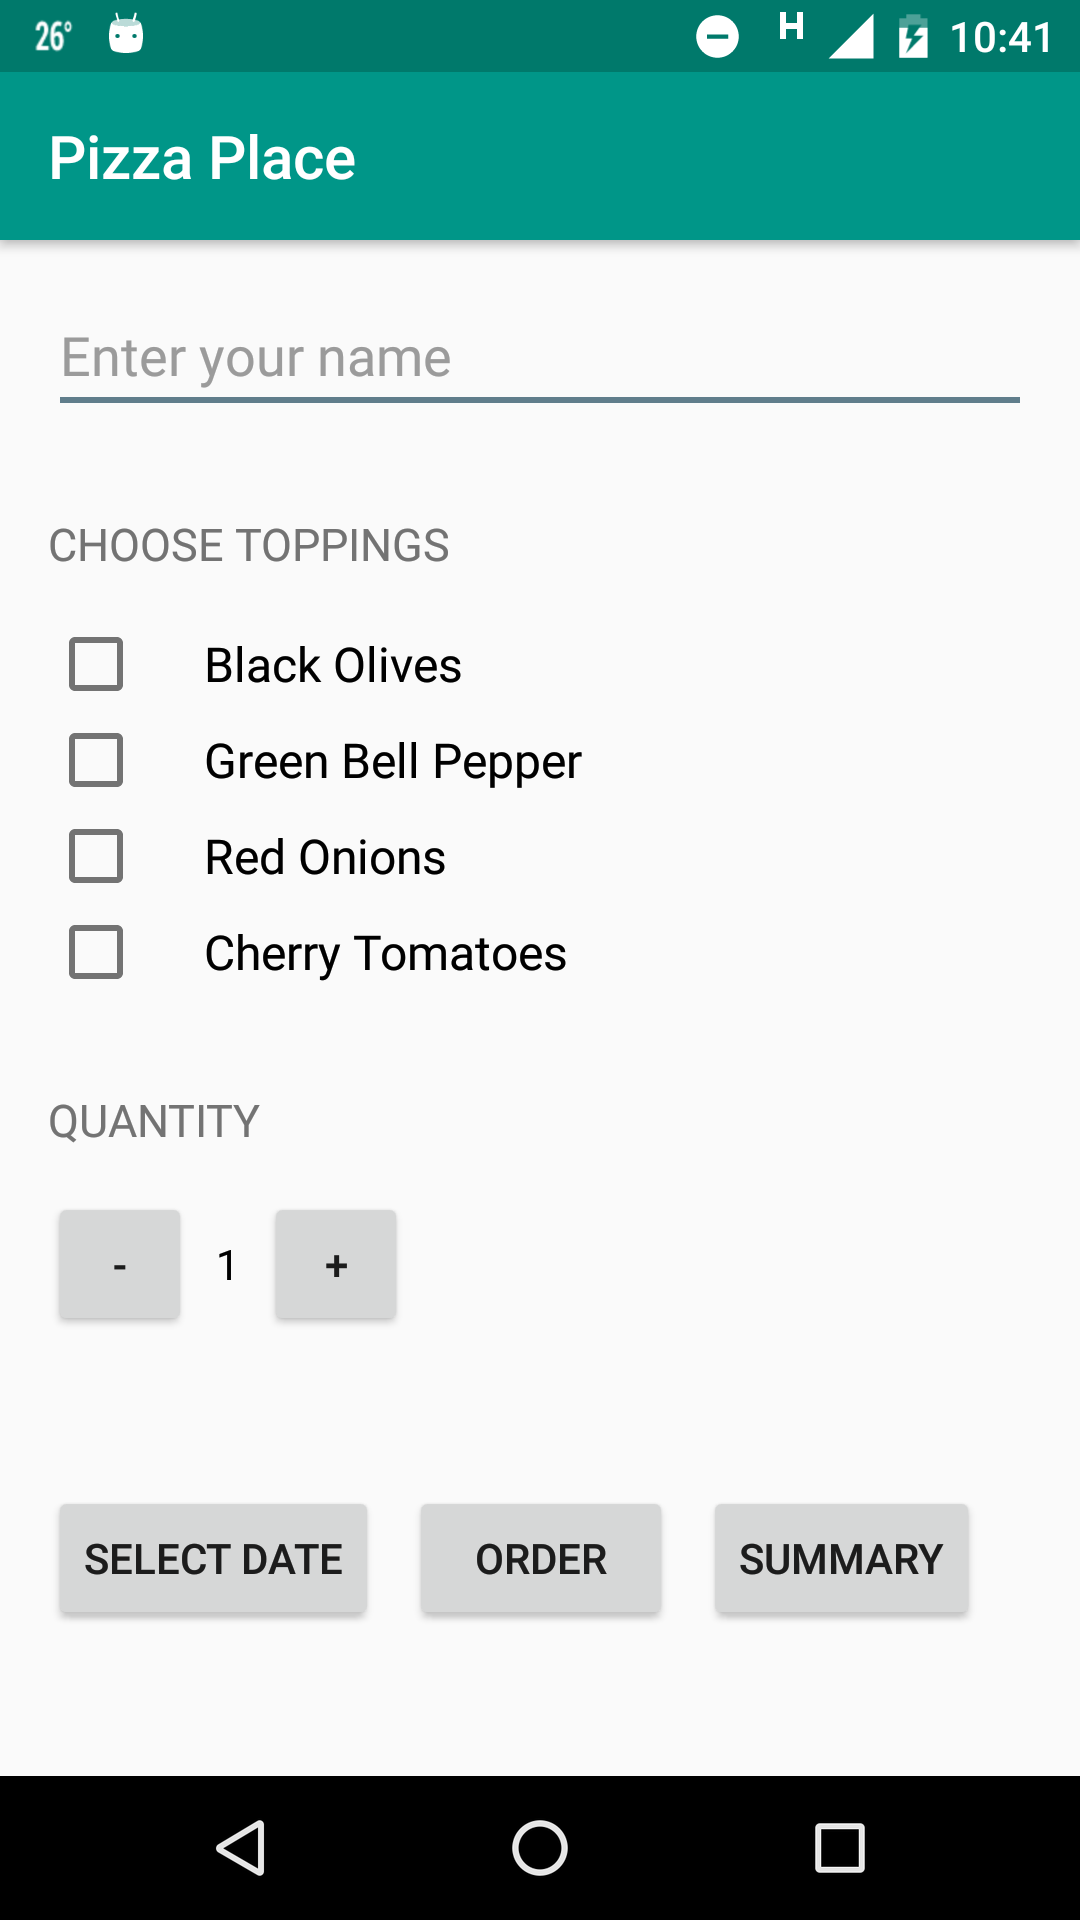 26° H 10:41
Pizza Place
Enter your name
CHOOSE TOPPINGS
Black Olives
Green Bell Pepper
Red Onions
Cherry Tomatoes
QUANTITY
- 1 +
SELECT DATE ORDER SUMMARY